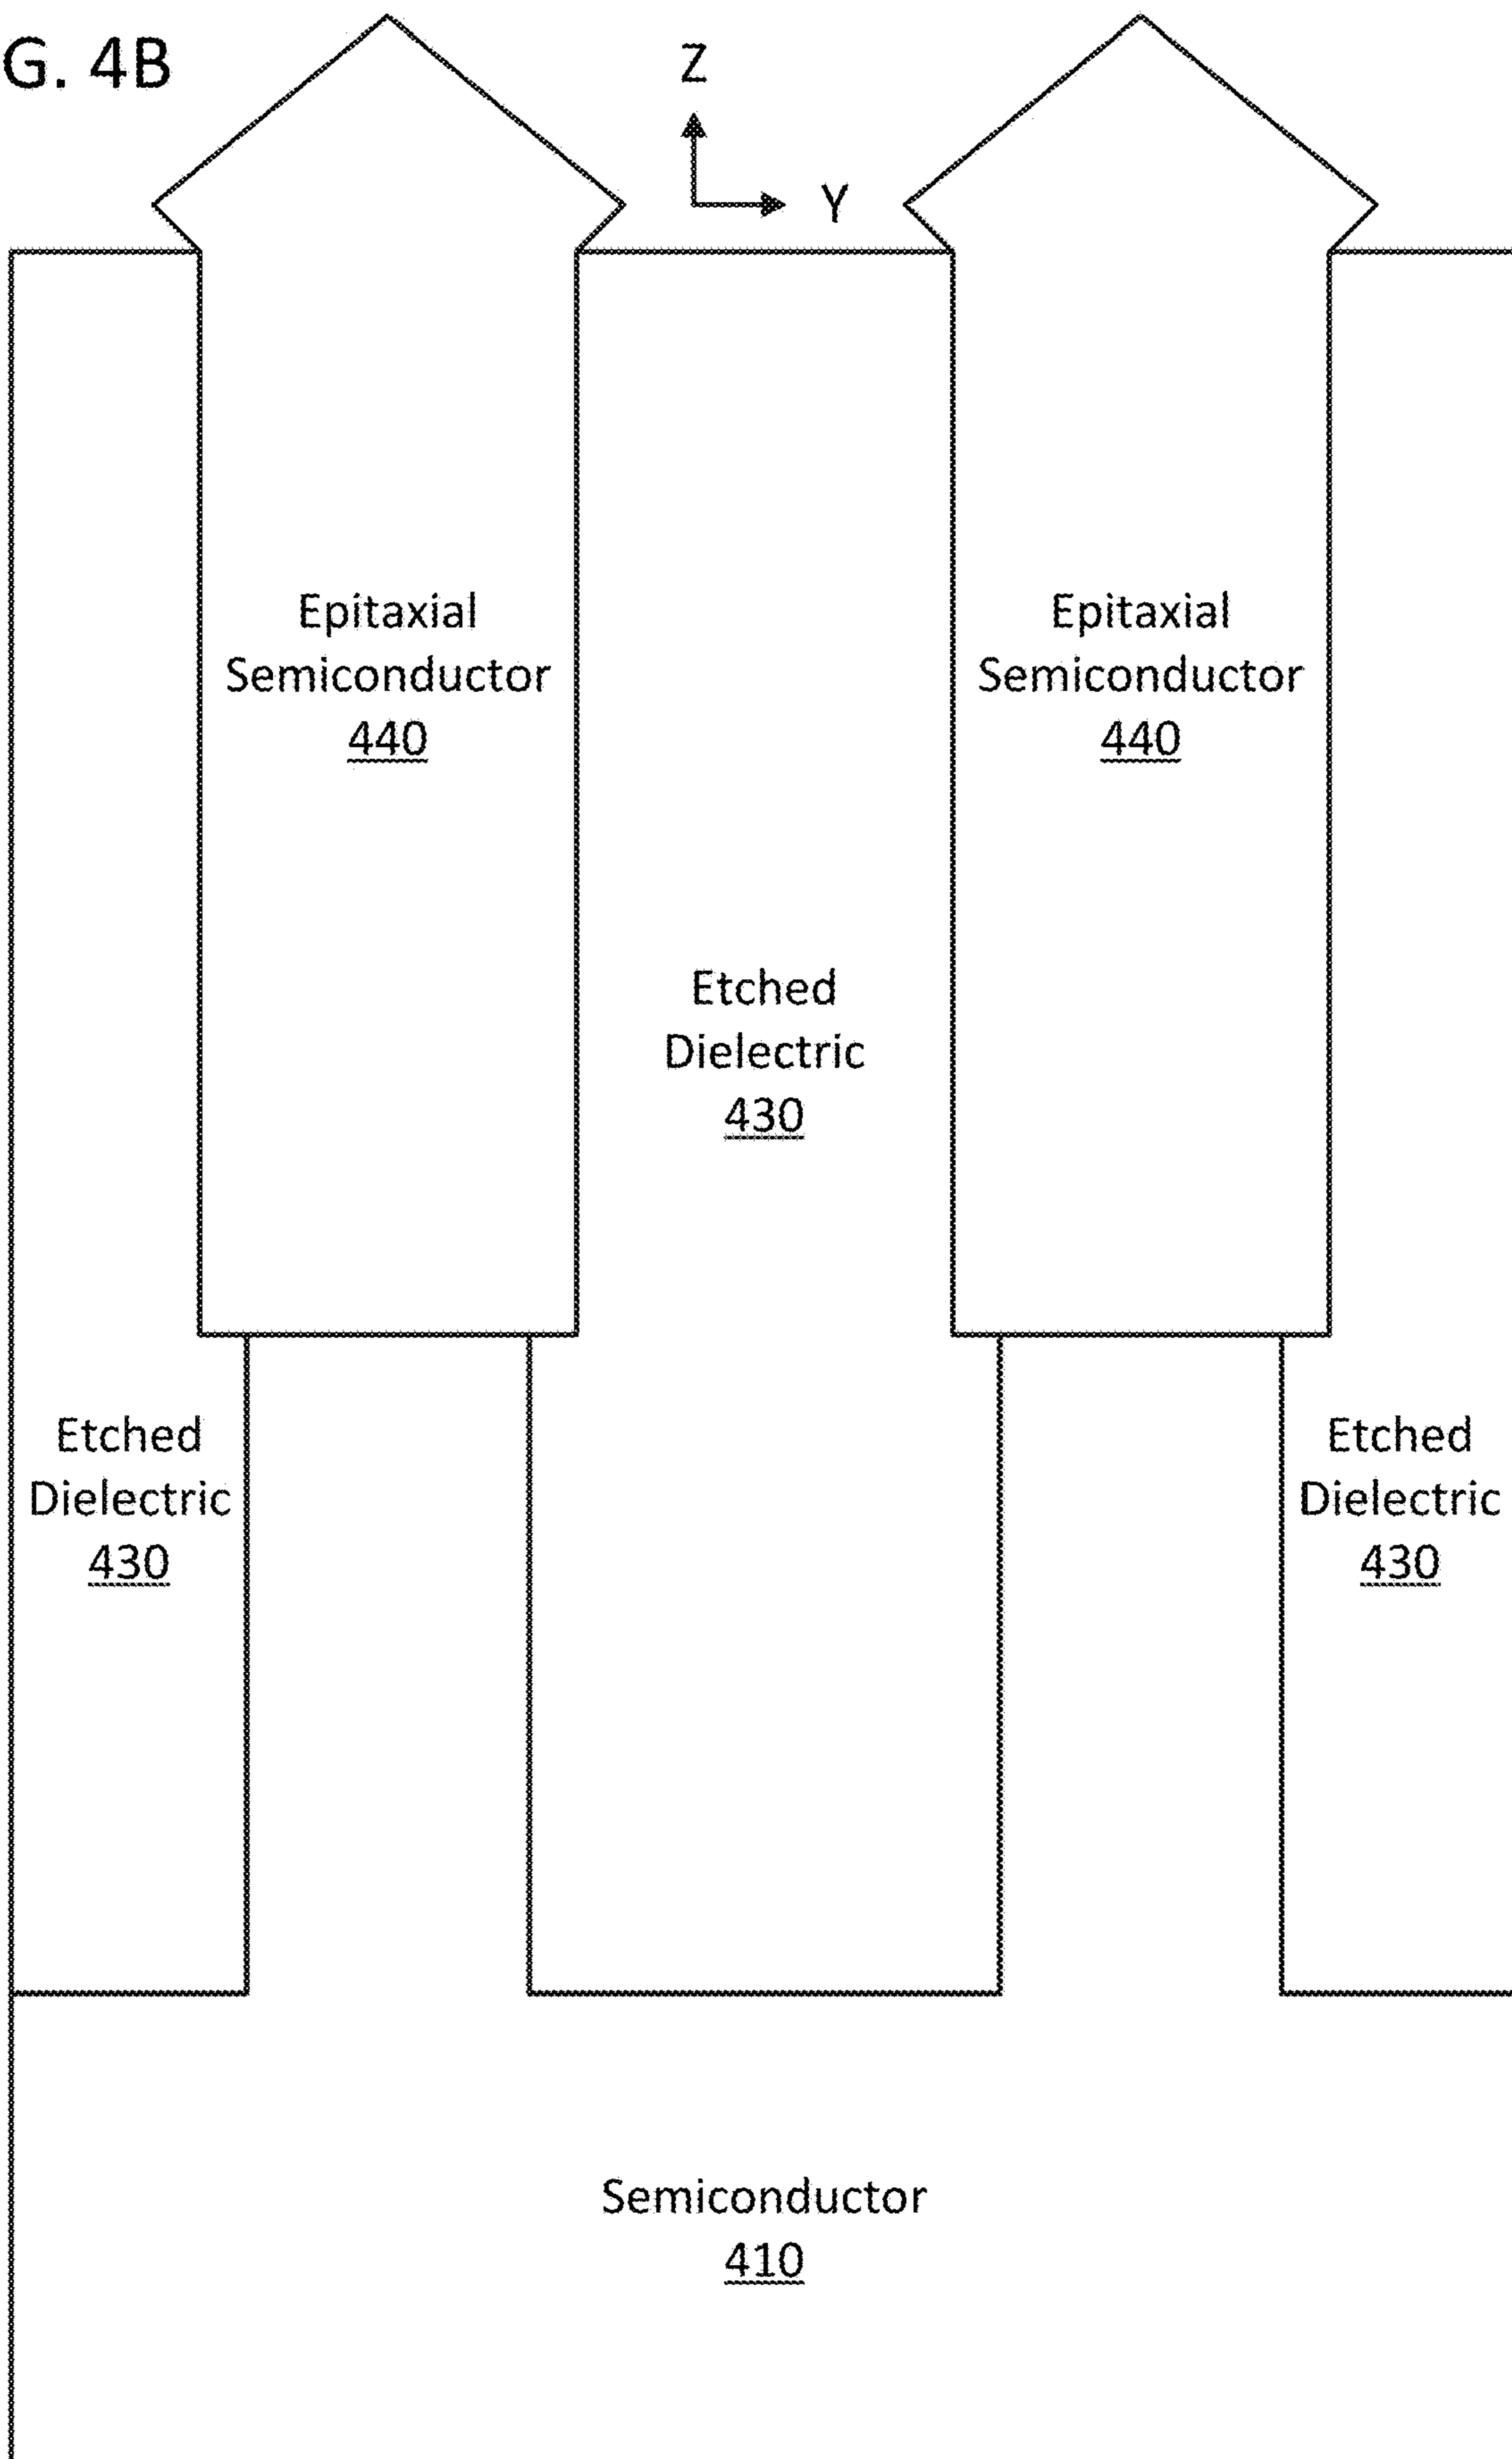 G. 4B
Z
Y
Epitaxial
Semiconductor
440
Epitaxial
Semiconductor
440
Etched
Dielectric
430
Etched
Dielectric
430
Etched
Dielectric
430
Semiconductor
410